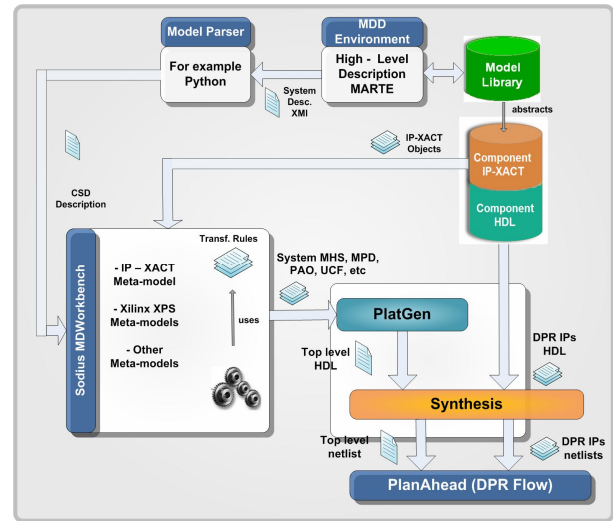 Model Parser
For example
Python
MDD
Environment
High - Level
Description
MARTE
System
Desc.
XMI
Model
Library
abstracts
IP-XACT
Objects
Component
IP-XACT
Component
HDL
CSD
Description
Sodius MDWorkbench
- IP – XACT
Meta-model
- Xilinx XPS
Meta-models
- Other
Meta-models
Transf. Rules
uses
System MHS, MPD,
PAO, UCF, etc
PlatGen
Top level
HDL
DPR IPs
HDL
Synthesis
Top level
netlist
DPR IPs
netlists
PlanAhead (DPR Flow)